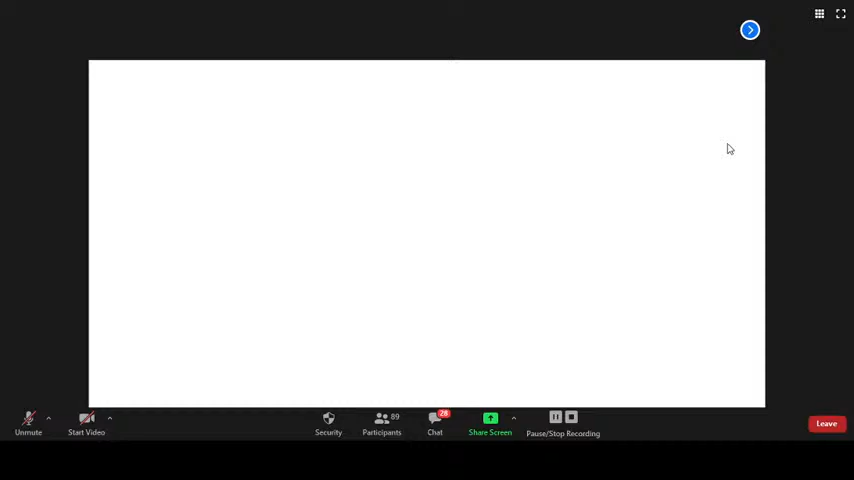 89
28
Unmute
Start Video
Security
Participants
Chat
Share Screen
Pause/Stop Recording
Leave